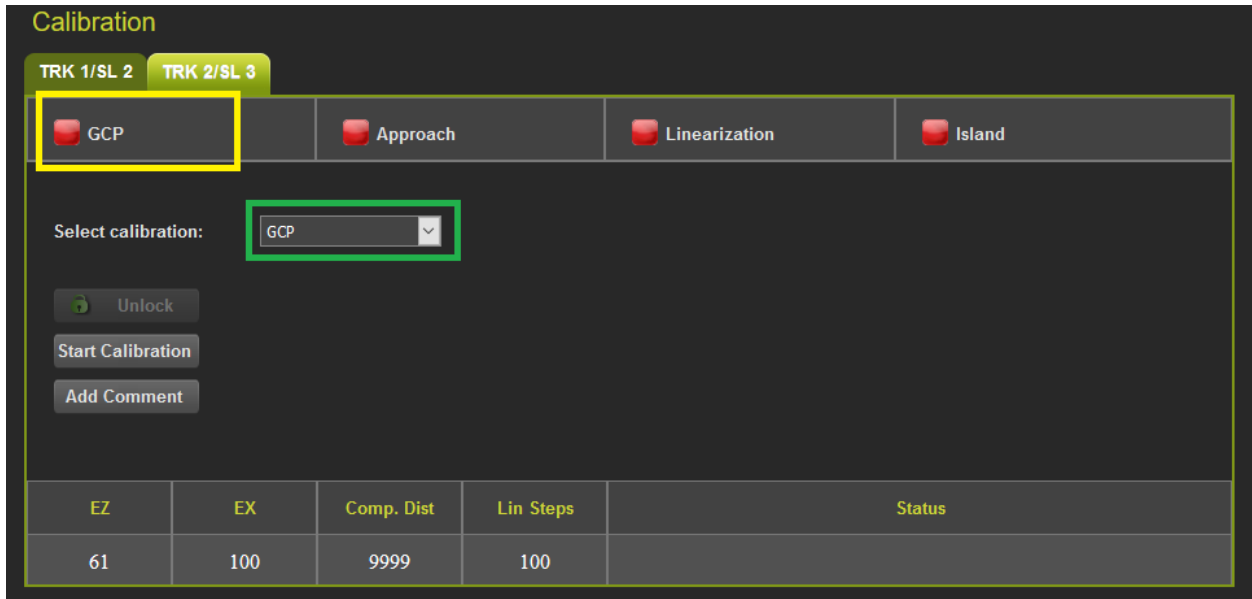 Calibration
TRK 1/SL 2 TRK 2/SL 3
GCP Approach Linearization Island
Select calibration: GCP
Unlock
Start Calibration
Add Comment
EZ EX Comp. Dist Lin Steps Status
61 100 9999 100